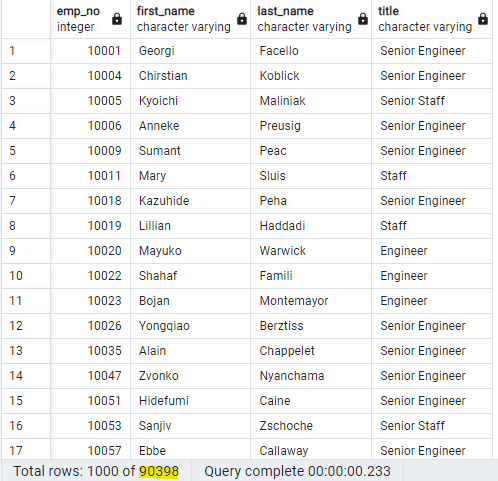 emp_no first_name last_name title
integer character varying character varying character varying
1 10001 Georgi Facello Senior Engineer
2 10004 Chirstian Koblick Senior Engineer
3 10005 Kyoichi Maliniak Senior Staff
4 10006 Anneke Preusig Senior Engineer
5 10009 Sumant Peac Senior Engineer
6 10011 Mary Sluis Staff
7 10018 Kazuhide Peha Senior Engineer
8 10019 Lillian Haddadi Staff
9 10020 Mayuko Warwick Engineer
10 10022 Shahaf Famili Engineer
11 10023 Bojan Montemayor Engineer
12 10026 Yongqiao Berztiss Senior Engineer
13 10035 Alain Chappelet Senior Engineer
14 10047 Zvonko Nyanchama Senior Engineer
15 10051 Hidefumi Caine Senior Engineer
16 10053 Sanjiv Zschoche Senior Staff
17 10057 Ebbe Callaway Senior Engineer
Total rows: 1000 of 90398 Query complete 00:00:00.233